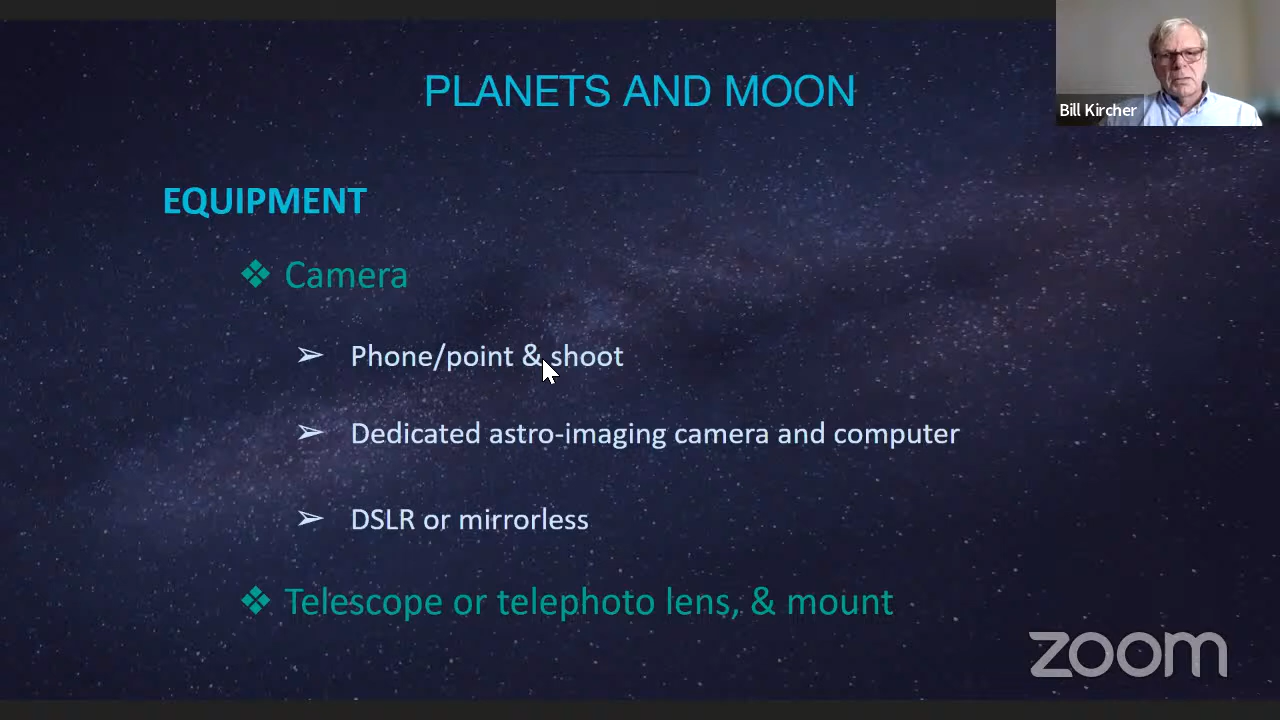 PLANETS AND MOON
Bill Kircher
EQUIPMENT
❖ Camera
➢ Phone/point & shoot
➢ Dedicated astro-imaging camera and computer
➢ DSLR or mirrorless
❖ Telescope or telephoto lens, & mount
zoom